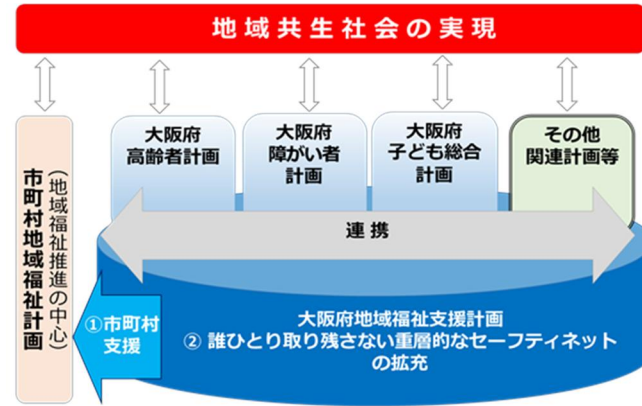 地域共生社会の実現
市町村地域福祉計画
(地域福祉推進の中心)
大阪府
高齢者計画
大阪府
障がい者
計画
大阪府
子ども総合
計画
その他
関連計画等
連携
①市町村
支援
大阪府地域福祉支援計画
② 誰ひとり取り残さない重層的なセーフティネット
の拡充